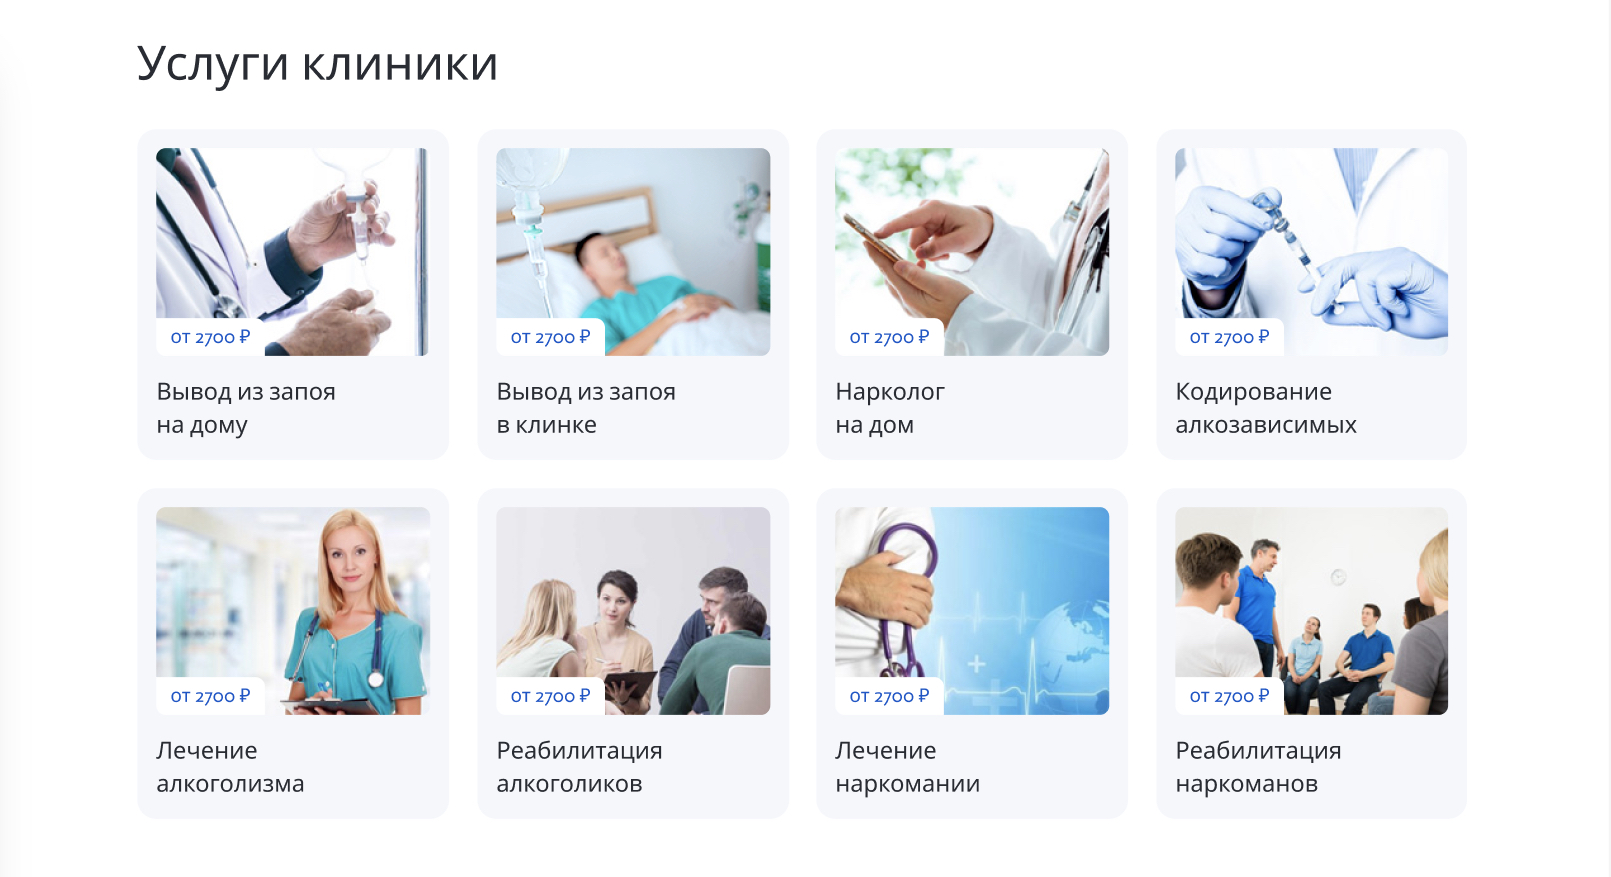 Услуги клиники
от 2700 ₽
от 2700 ₽
от 2700 ₽
от 2700 ₽
Вывод из запоя
на дому
Вывод из запоя
в клинке
Нарколог
на дом
Кодирование
алкозависимых
от 2700 ₽
от 2700 ₽
от 2700 ₽
от 2700 ₽
Лечение
алкоголизма
Реабилитация
алкоголиков
Лечение
наркомании
Реабилитация
наркоманов